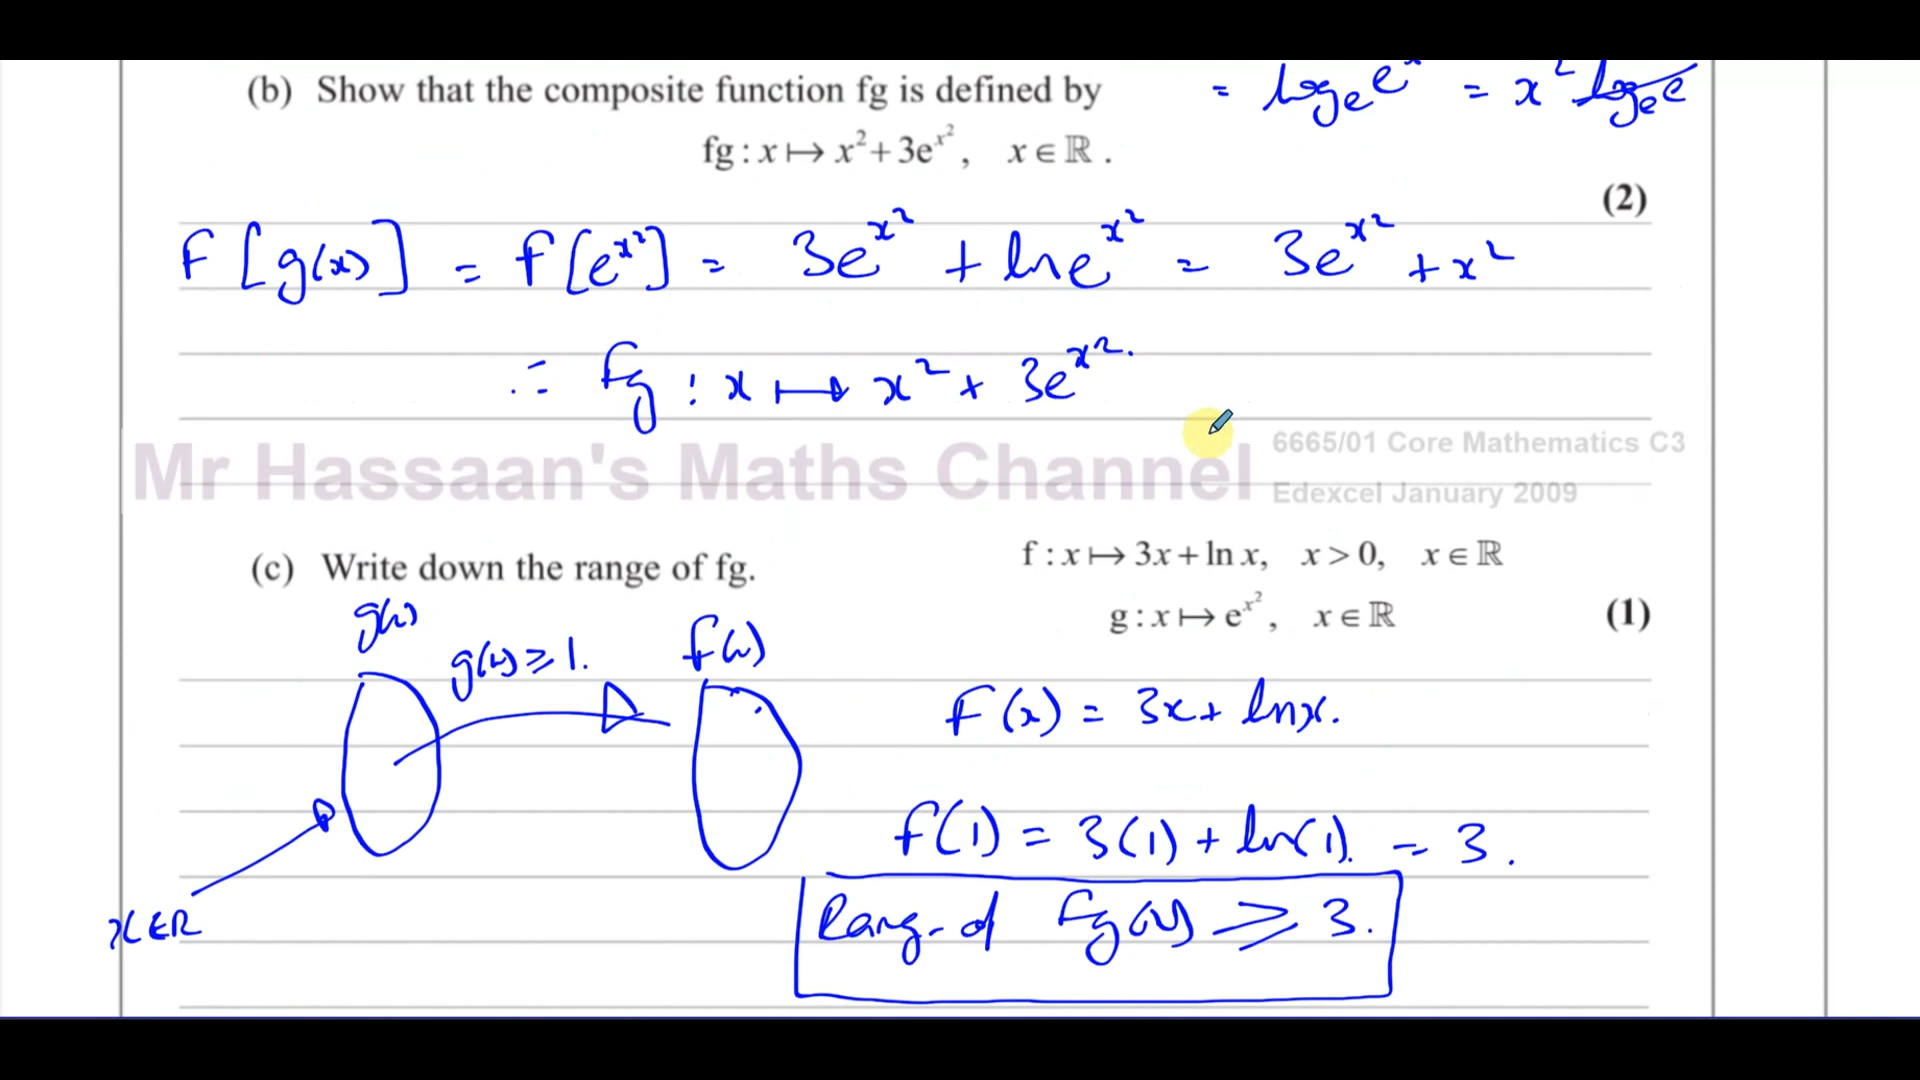 (b) Show that the composite function fg is defined by
= logₑ eˣ = x² logₑe
fg : x ↦ x² + 3e^{x²}, x ∈ ℝ .
(2)
F[g(x)] = f[e^{x²}] = 3e^{x²} + ln e^{x²} = 3e^{x²} + x²
∴ fg : x ↦ x² + 3e^{x²}.
Mr Hassaan's Maths Channel
6665/01 Core Mathematics C3
Edexcel January 2009
(c) Write down the range of fg.
f : x ↦ 3x + ln x, x > 0, x ∈ ℝ
g : x ↦ e^{x²}, x ∈ ℝ
(1)
g(x)
g(x) ≥ 1.
f(x)
F(x) = 3x + ln x.
f(1) = 3(1) + ln(1). = 3.
Range of Fg(x) ≥ 3.
x ∈ R